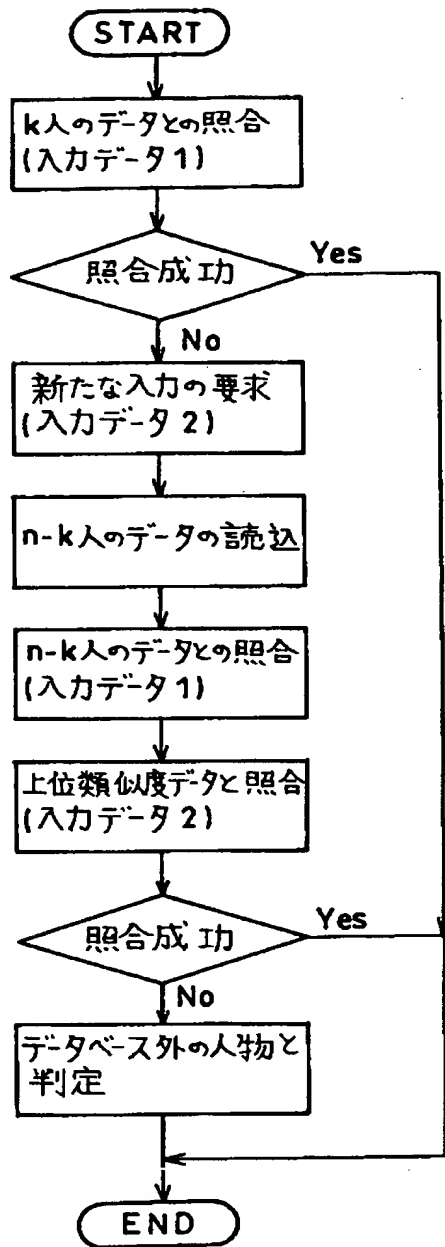 START
k人のデータとの照合
(入力データ1)
照合成功
Yes
No
新たな入力の要求
(入力データ2)
n-k人のデータの読込
n-k人のデータとの照合
(入力データ1)
上位類似度データと照合
(入力データ2)
照合成功
Yes
No
データベース外の人物と
判定
END